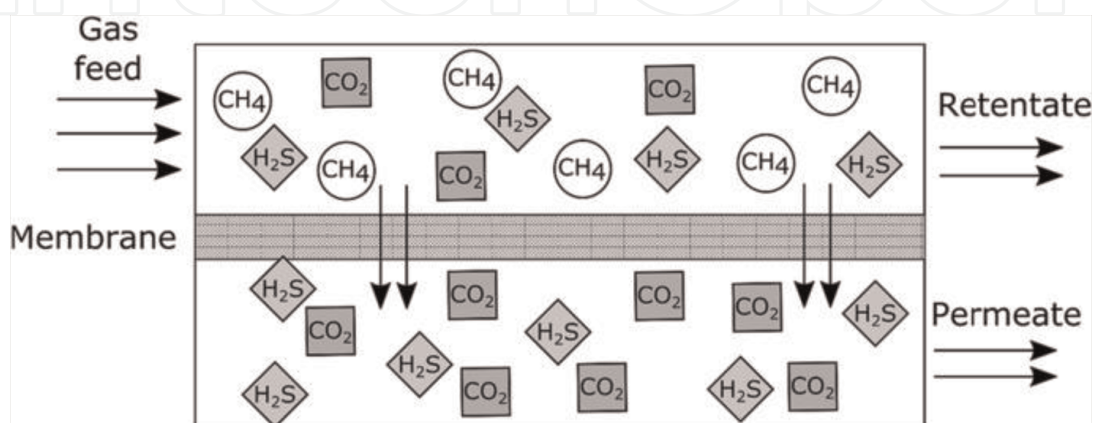 Gas
feed
CH4
CO₂
CH4
H₂S
CO₂
CH4
Retentate
H₂S
CH4
CO₂
CH4
H₂S
CH4
H₂S
Membrane
H₂S
CO₂
CO₂
H₂S
CO₂
CO₂
H₂S
Permeate
H₂S
H₂S
CO₂
CO₂
H₂S
CO₂